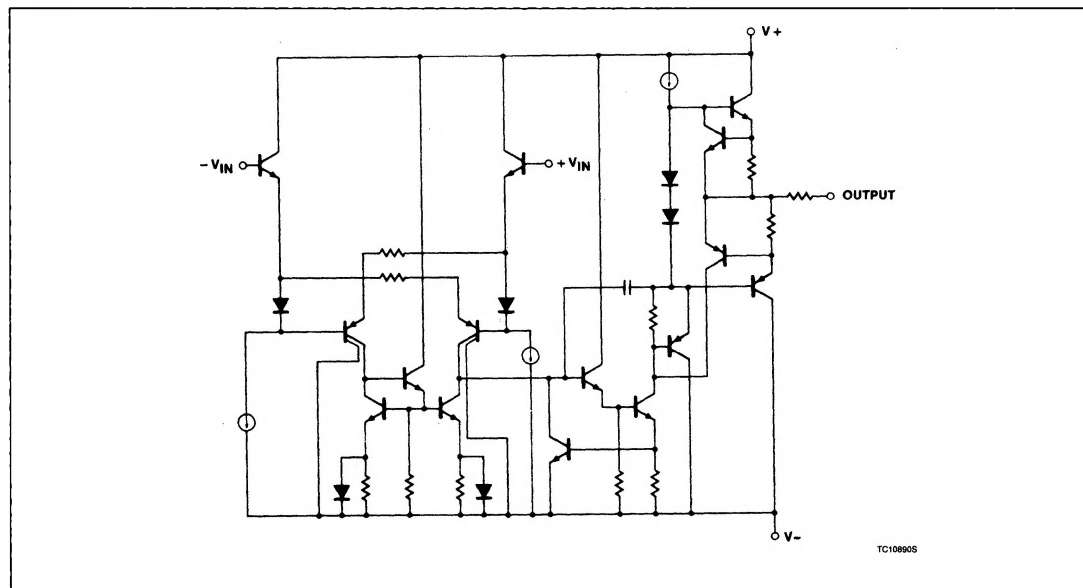 V+
− VIN
+ VIN
OUTPUT
V−
TC10890S